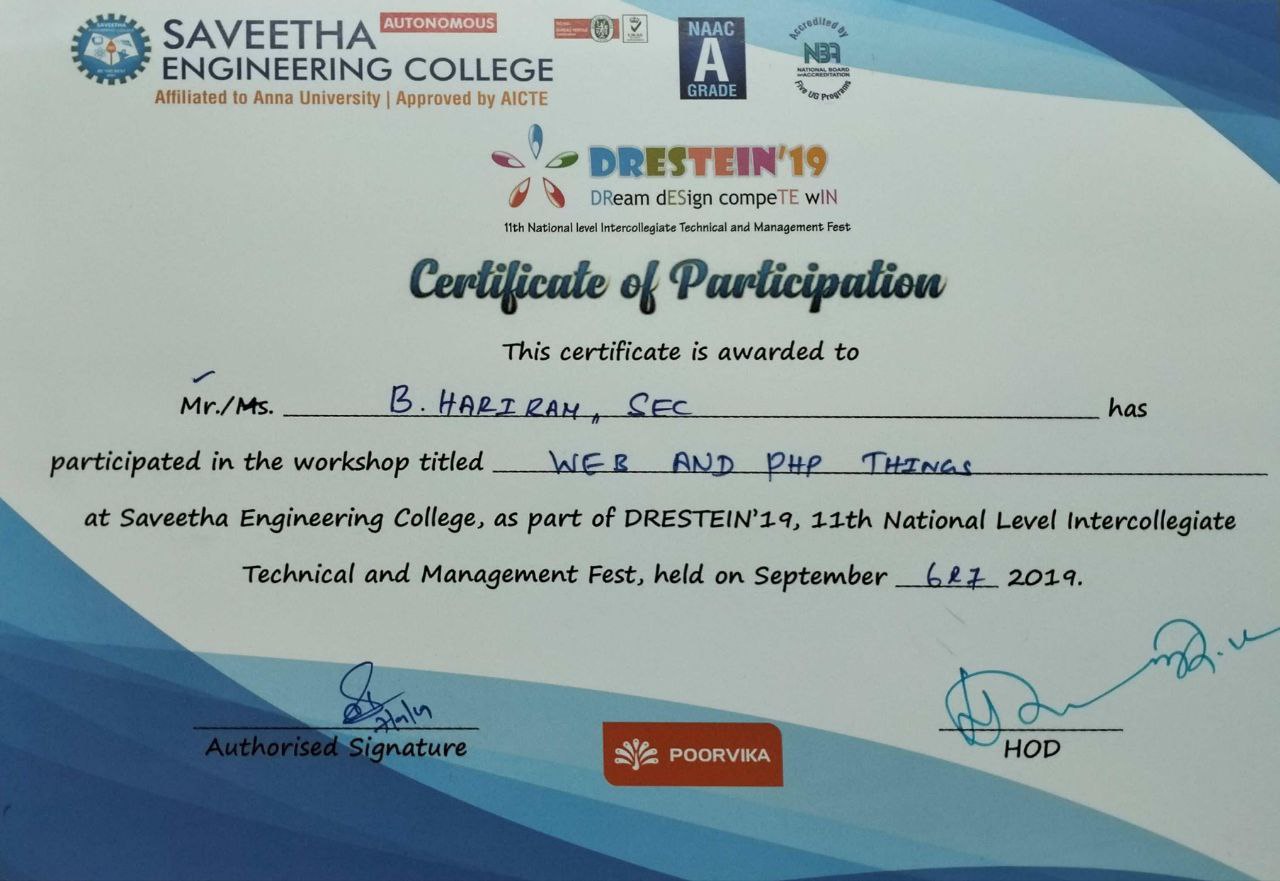 SAVEETHA AUTONOMOUS
ENGINEERING COLLEGE
Affiliated to Anna University | Approved by AICTE
NAAC
A
GRADE
Accredited by
NBA
NATIONAL BOARD
of ACCREDITATION
Five UG Programs
DRESTEIN'19
DReam dESign compeTE wIN
11th National level Intercollegiate Technical and Management Fest
Certificate of Participation
This certificate is awarded to
Mr./Ms. B. HARIRAM, SEC has
participated in the workshop titled WEB AND PHP THINGS
at Saveetha Engineering College, as part of DRESTEIN'19, 11th National Level Intercollegiate
Technical and Management Fest, held on September 6&7 2019.
Authorised Signature
POORVIKA
HOD